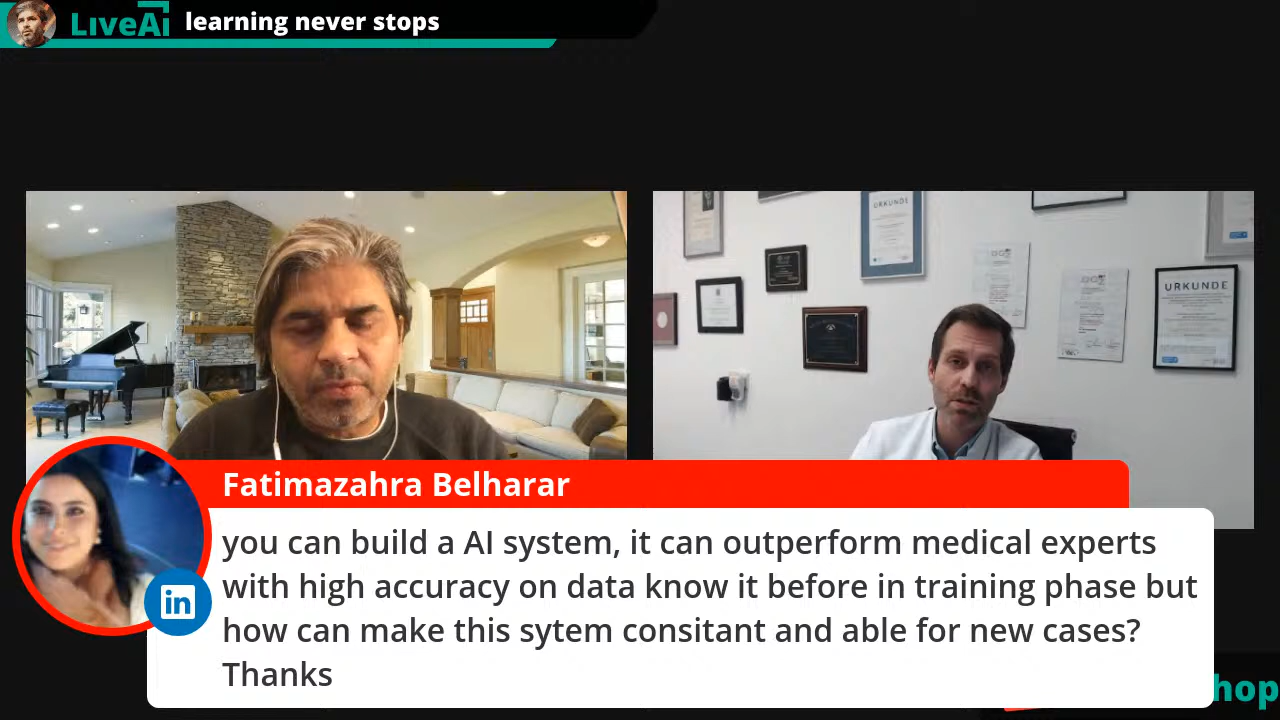 LiveAi learning never stops
URKUNDE
URKUNDE
Fatimazahra Belharar
you can build a AI system, it can outperform medical experts
with high accuracy on data know it before in training phase but
how can make this sytem consitant and able for new cases?
Thanks
in
hop